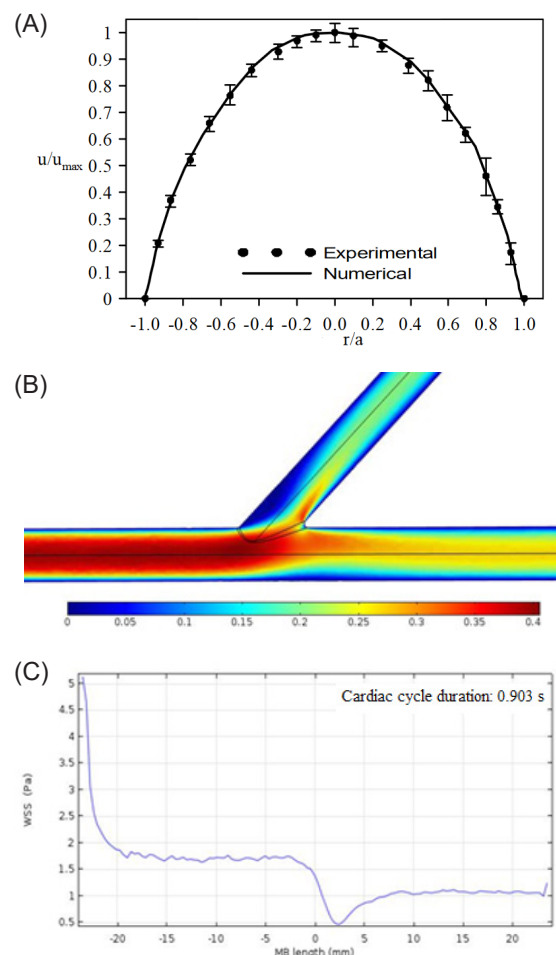 (A)
1
0.9
0.8
0.7
0.6
u/u_max
0.5
0.4
0.3
0.2
0.1
0
Experimental
Numerical
-1.0 -0.8 -0.6 -0.4 -0.2 0.0 0.2 0.4 0.6 0.8 1.0
r/a
(B)
0 0.05 0.1 0.15 0.2 0.25 0.3 0.35 0.4
(C)
Cardiac cycle duration: 0.903 s
5
4.5
4
3.5
3
WSS (Pa)
2.5
2
1.5
1
0.5
-20 -15 -10 -5 0 5 10 15 20
MB length (mm)